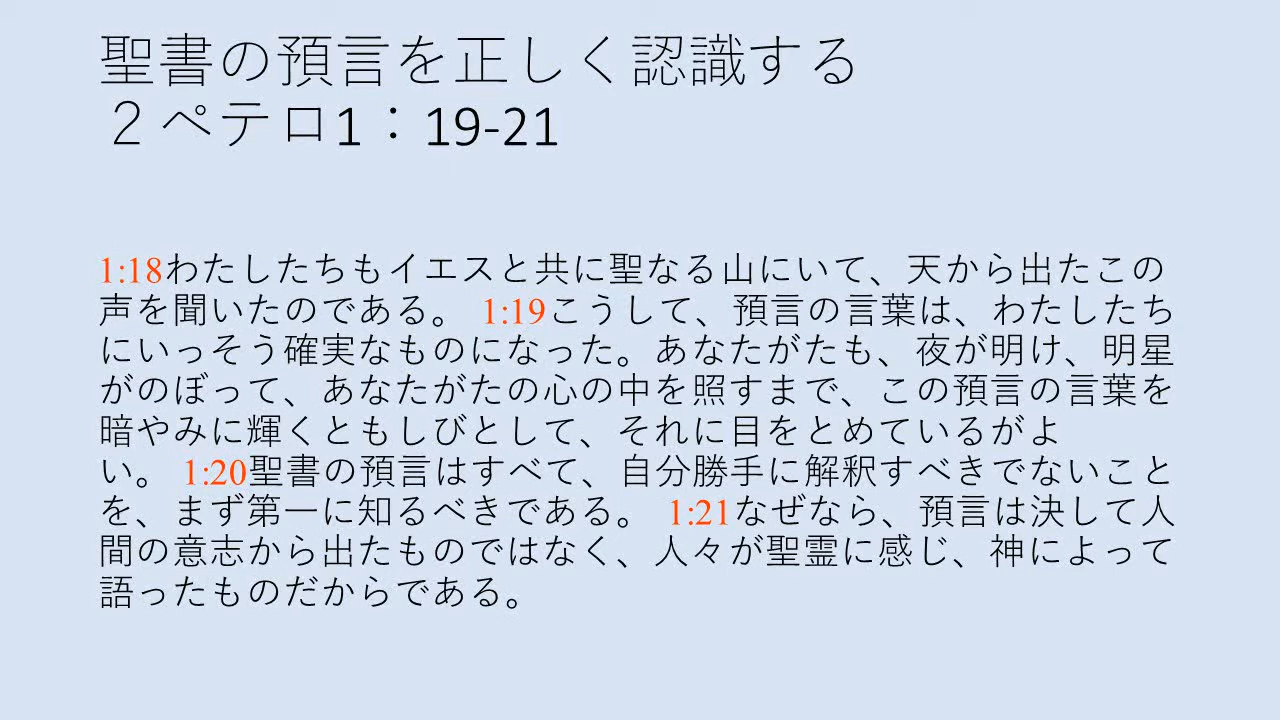 聖書の預言を正しく認識する
２ペテロ1：19-21
1:18わたしたちもイエスと共に聖なる山にいて、天から出たこの
声を聞いたのである。 1:19こうして、預言の言葉は、わたしたち
にいっそう確実なものになった。あなたがたも、夜が明け、明星
がのぼって、あなたがたの心の中を照すまで、この預言の言葉を
暗やみに輝くともしびとして、それに目をとめているがよ
い。 1:20聖書の預言はすべて、自分勝手に解釈すべきでないこと
を、まず第一に知るべきである。 1:21なぜなら、預言は決して人
間の意志から出たものではなく、人々が聖霊に感じ、神によって
語ったものだからである。